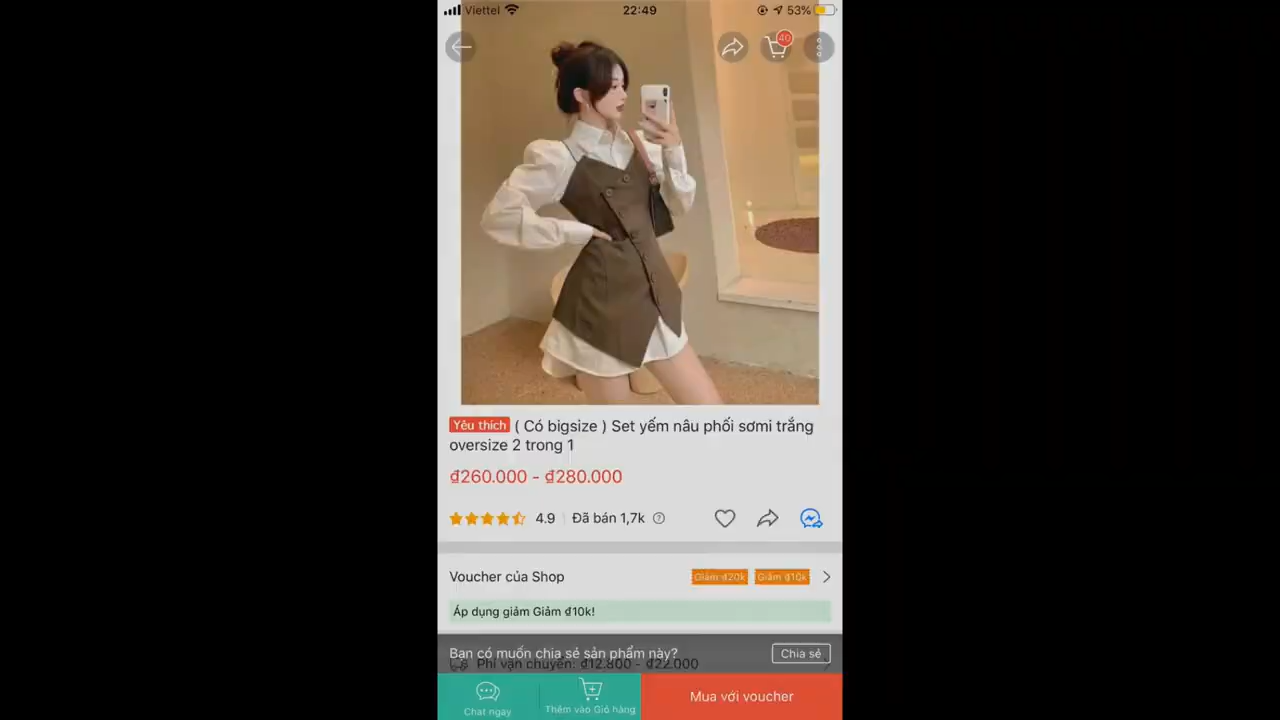 Viettel
22:49
53%
40
Yêu thích ( Có bigsize ) Set yếm nâu phối sơmi trắng
oversize 2 trong 1
₫260.000 - ₫280.000
4.9 Đã bán 1,7k ?
Voucher của Shop Giảm ₫20k Giảm ₫10k
Áp dụng giảm Giảm ₫10k!
Bạn có muốn chia sẻ sản phẩm này? Chia sẻ
Phí vận chuyển: ₫12.800 - ₫22.000
Chat ngay
Thêm vào Giỏ hàng
Mua với voucher